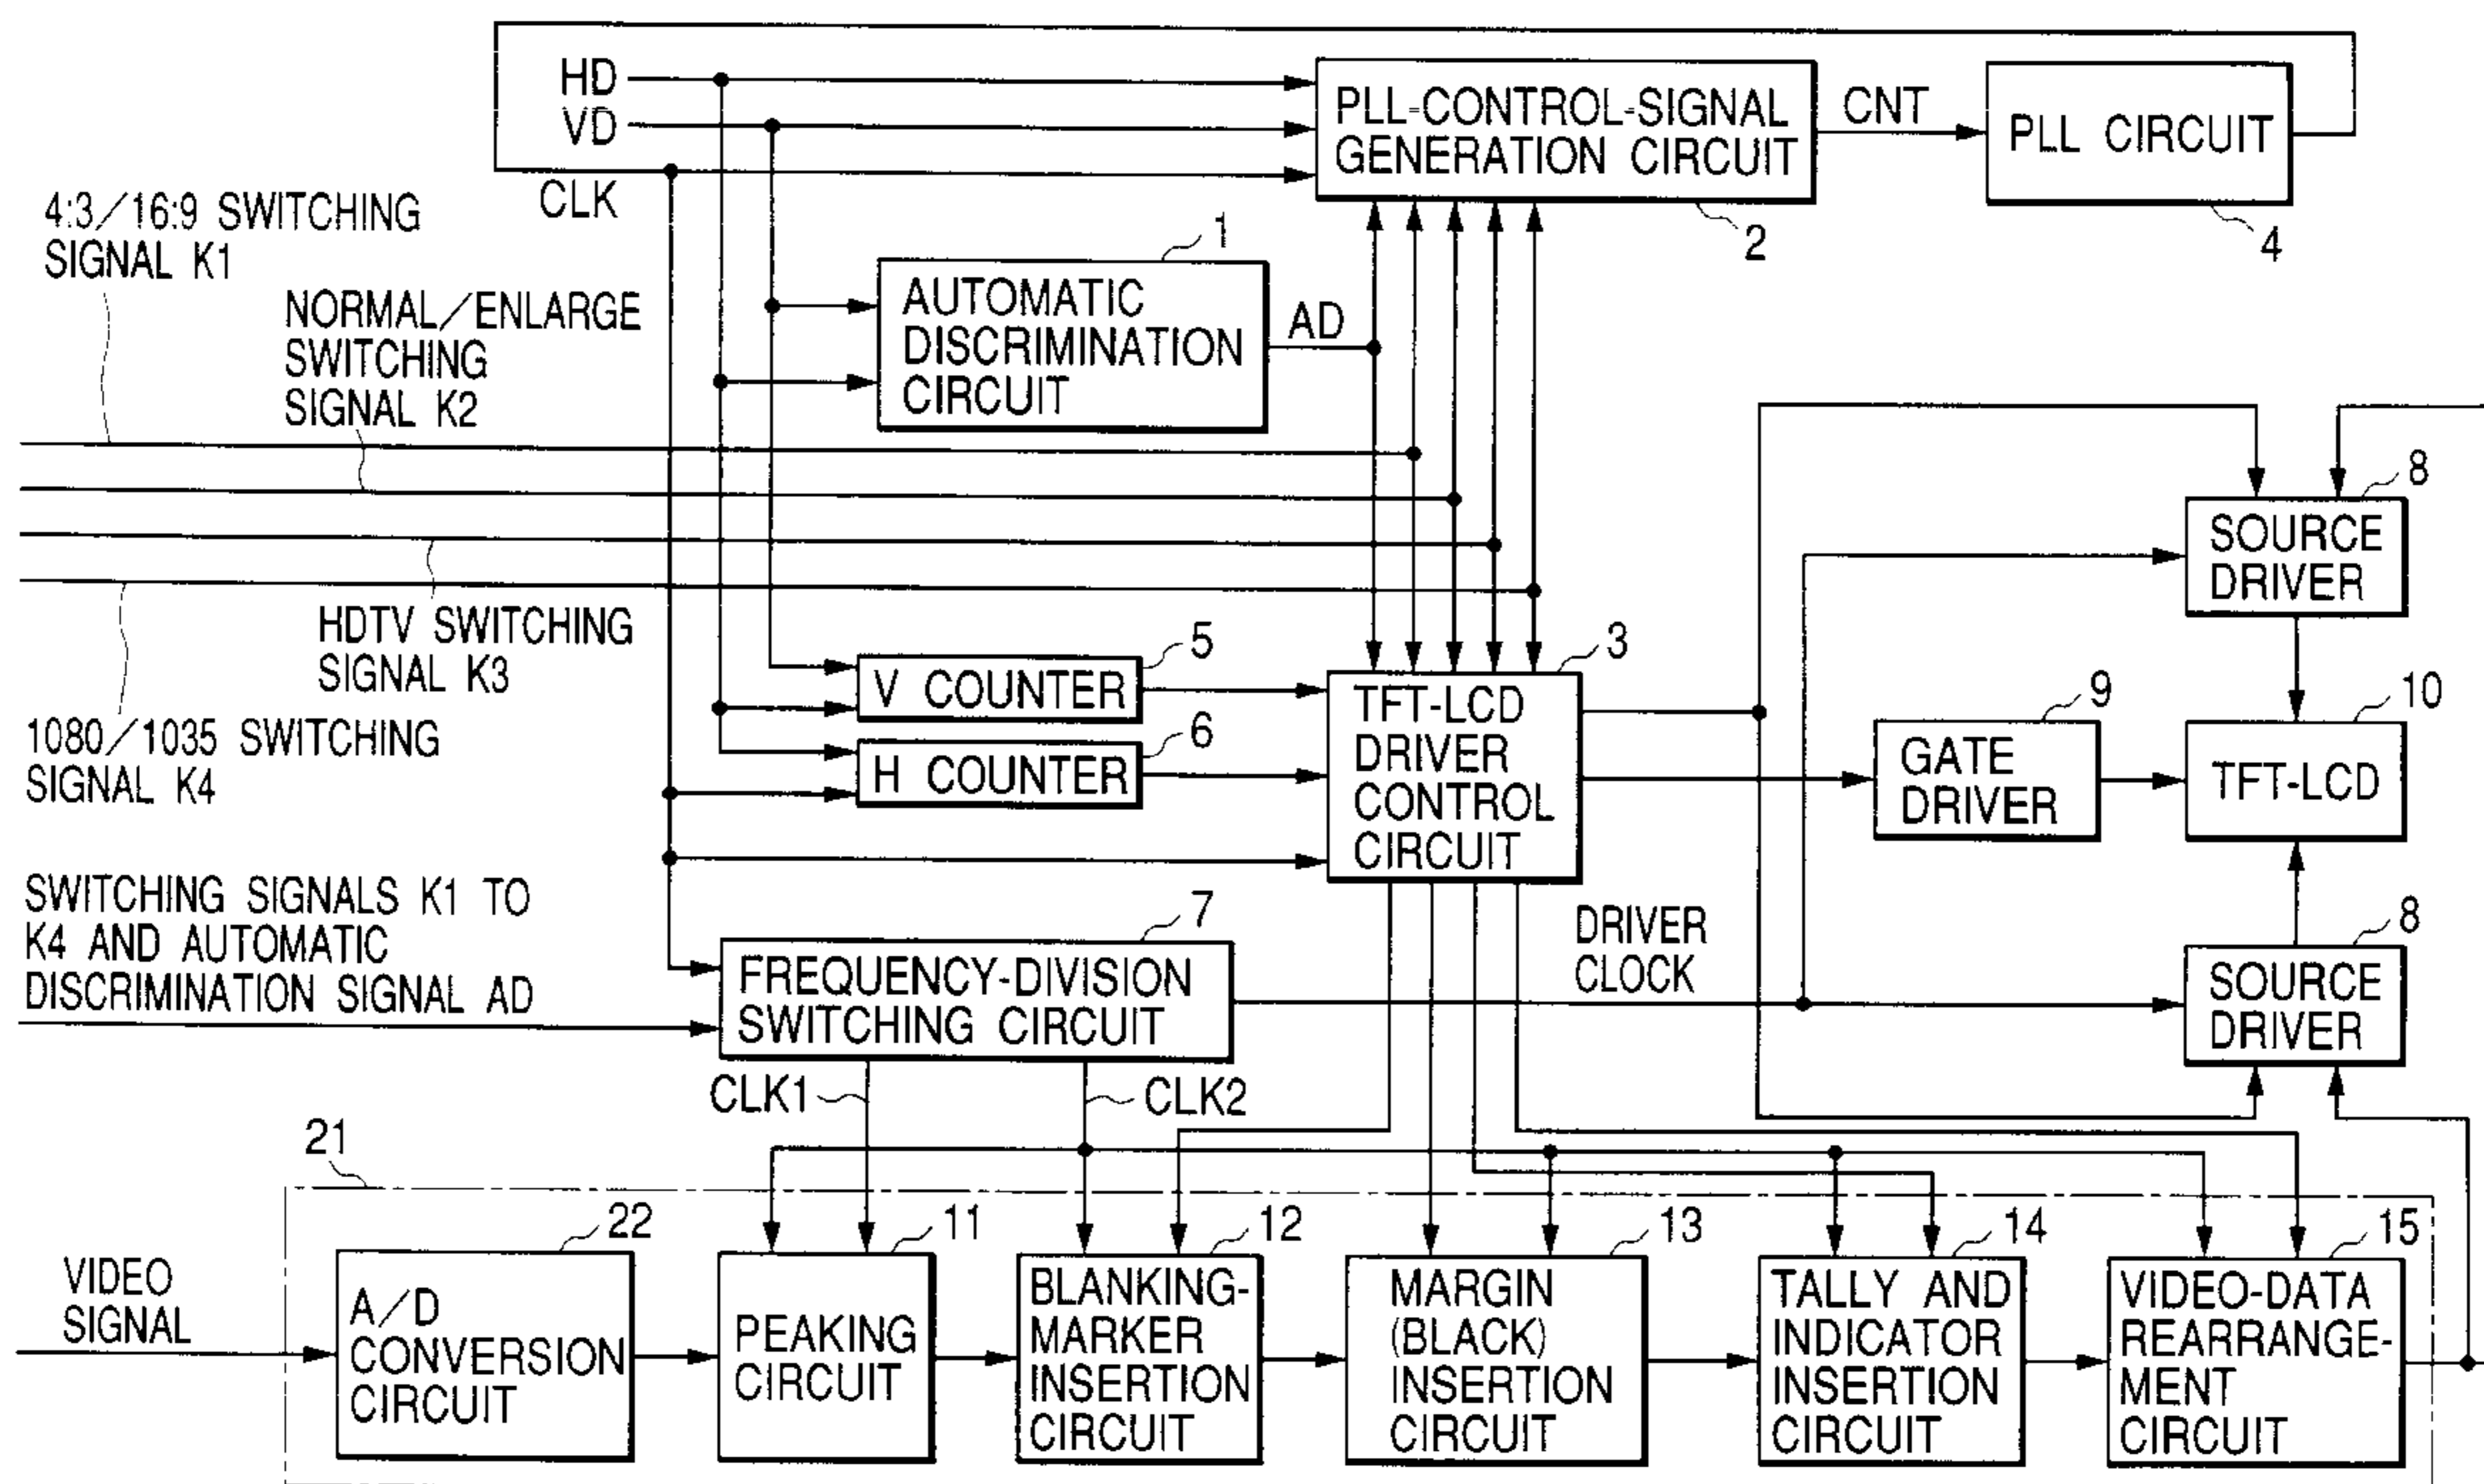 HD
VD
CLK
PLL-CONTROL-SIGNAL
GENERATION CIRCUIT
2
CNT
PLL CIRCUIT
4
4:3/16:9 SWITCHING
SIGNAL K1
NORMAL/ENLARGE
SWITCHING
SIGNAL K2
1
AUTOMATIC
DISCRIMINATION
CIRCUIT
AD
HDTV SWITCHING
SIGNAL K3
1080/1035 SWITCHING
SIGNAL K4
5
V COUNTER
6
H COUNTER
3
TFT-LCD
DRIVER
CONTROL
CIRCUIT
8
SOURCE
DRIVER
9
GATE
DRIVER
10
TFT-LCD
8
SOURCE
DRIVER
SWITCHING SIGNALS K1 TO
K4 AND AUTOMATIC
DISCRIMINATION SIGNAL AD
7
FREQUENCY-DIVISION
SWITCHING CIRCUIT
DRIVER
CLOCK
CLK1
CLK2
21
VIDEO
SIGNAL
22
A/D
CONVERSION
CIRCUIT
11
PEAKING
CIRCUIT
12
BLANKING-
MARKER
INSERTION
CIRCUIT
13
MARGIN
(BLACK)
INSERTION
CIRCUIT
14
TALLY AND
INDICATOR
INSERTION
CIRCUIT
15
VIDEO-DATA
REARRANGE-
MENT
CIRCUIT